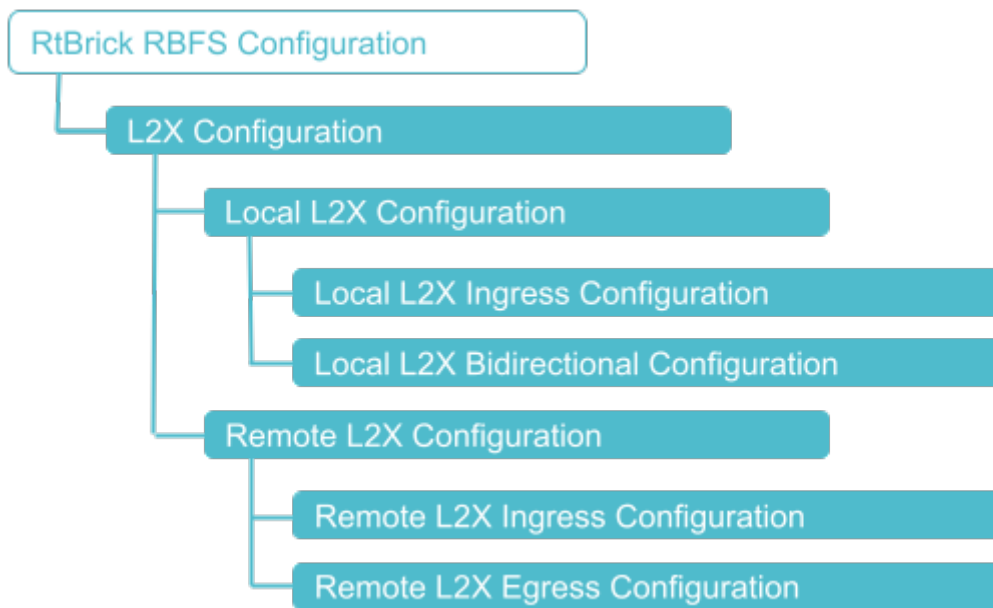 RtBrick RBFS Configuration
L2X Configuration
Local L2X Configuration
Local L2X Ingress Configuration
Local L2X Bidirectional Configuration
Remote L2X Configuration
Remote L2X Ingress Configuration
Remote L2X Egress Configuration